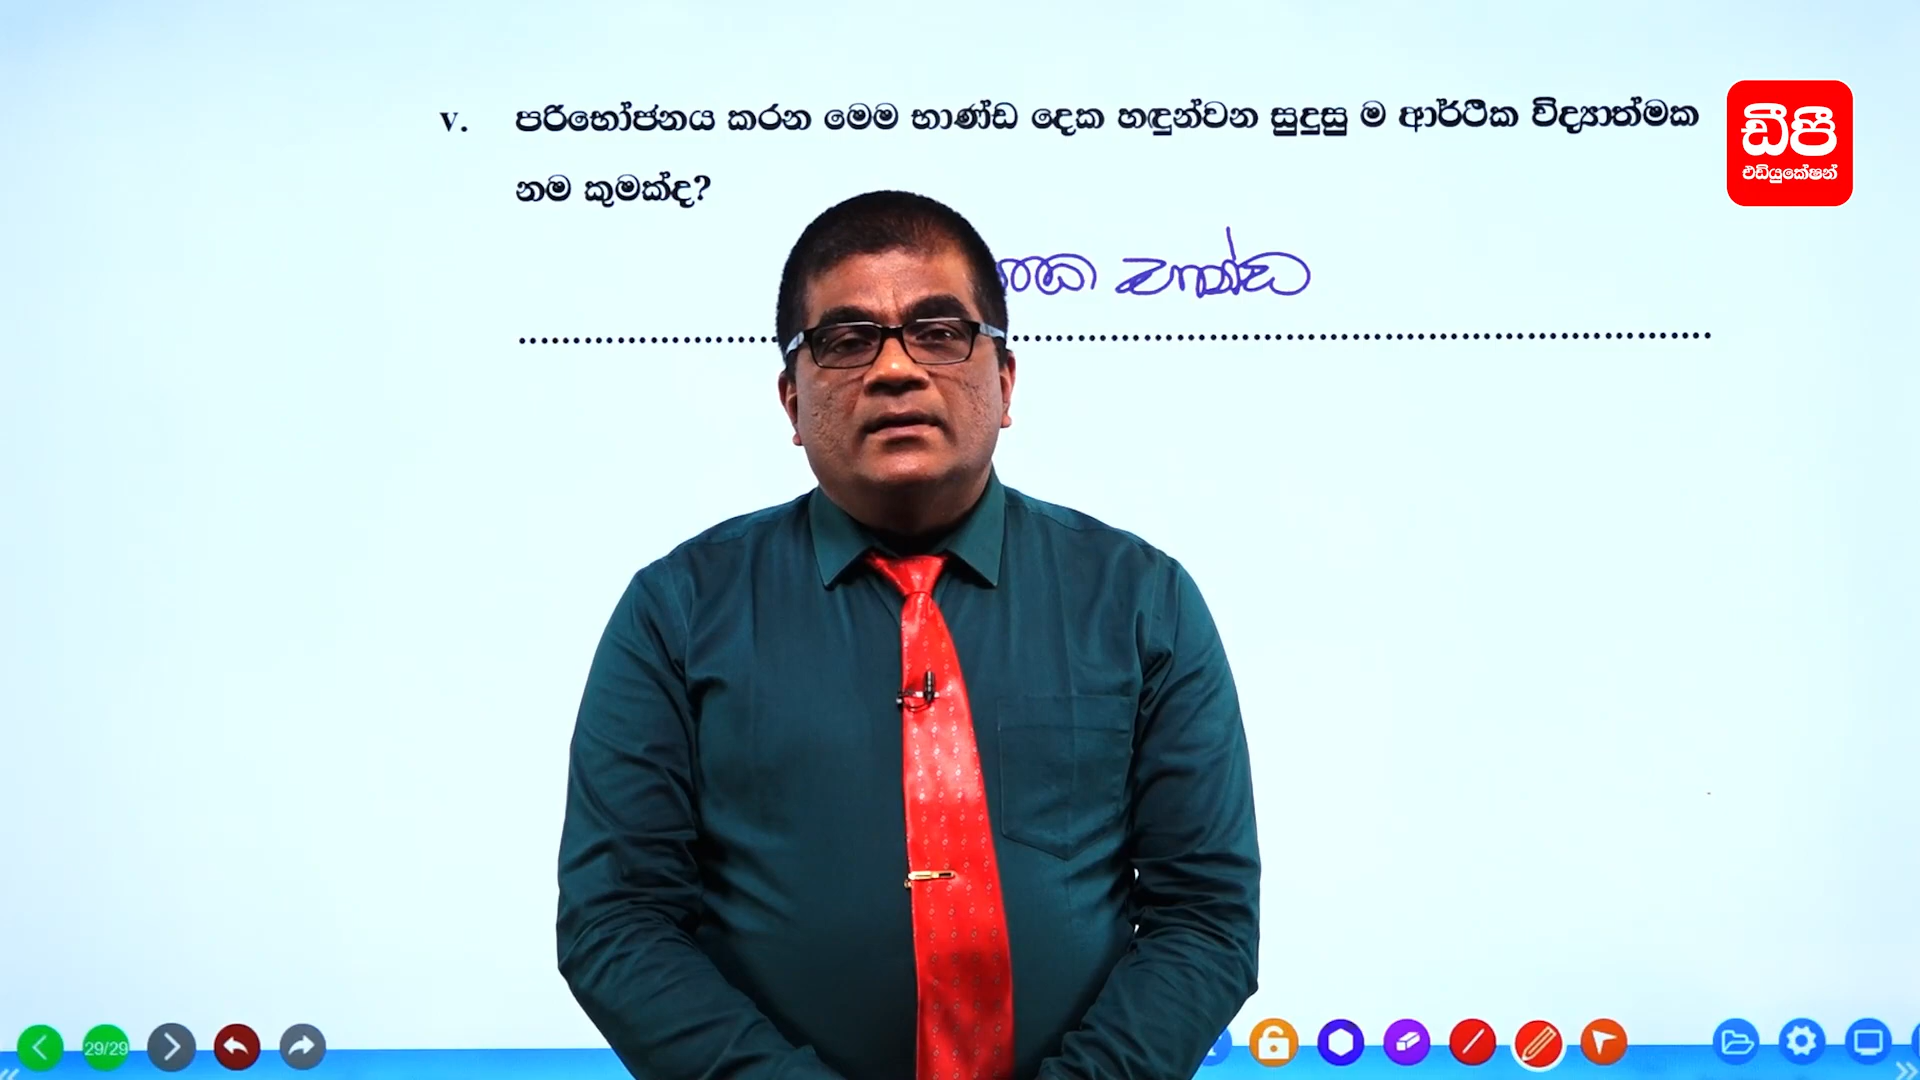 v. පරිභෝජනය කරන මෙම භාණ්ඩ දෙක හඳුන්වන සුදුසු ම ආර්ථික විද්‍යාත්මක
නම කුමක්ද?
භාණ්ඩ
ඩීපී
එඩියුකේෂන්
29/29